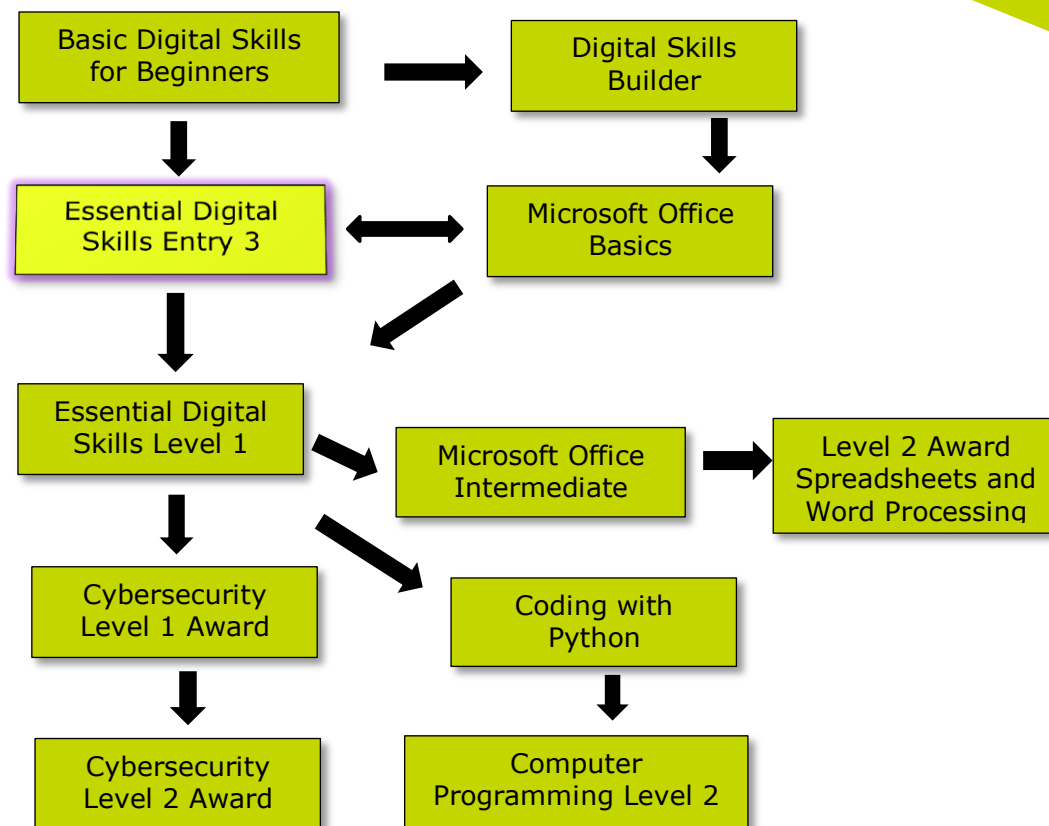 Basic Digital Skills
for Beginners
Digital Skills
Builder
Essential Digital
Skills Entry 3
Microsoft Office
Basics
Essential Digital
Skills Level 1
Microsoft Office
Intermediate
Level 2 Award
Spreadsheets and
Word Processing
Cybersecurity
Level 1 Award
Coding with
Python
Cybersecurity
Level 2 Award
Computer
Programming Level 2